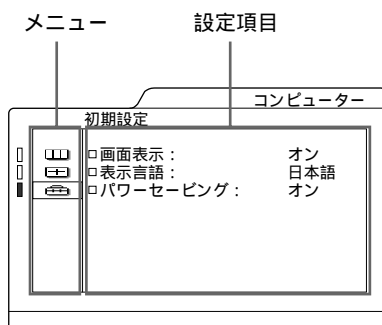 メニュー 設定項目
コンピューター
初期設定
画面表示： オン
表示言語： 日本語
パワーセービング： オン